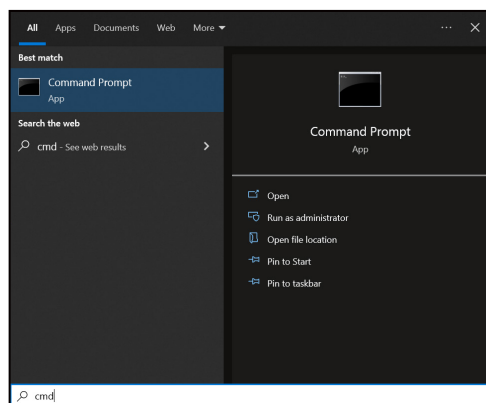 All Apps Documents Web More
Best match
Command Prompt
App
Search the web
cmd - See web results
Command Prompt
App
Open
Run as administrator
Open file location
Pin to Start
Pin to taskbar
cmd